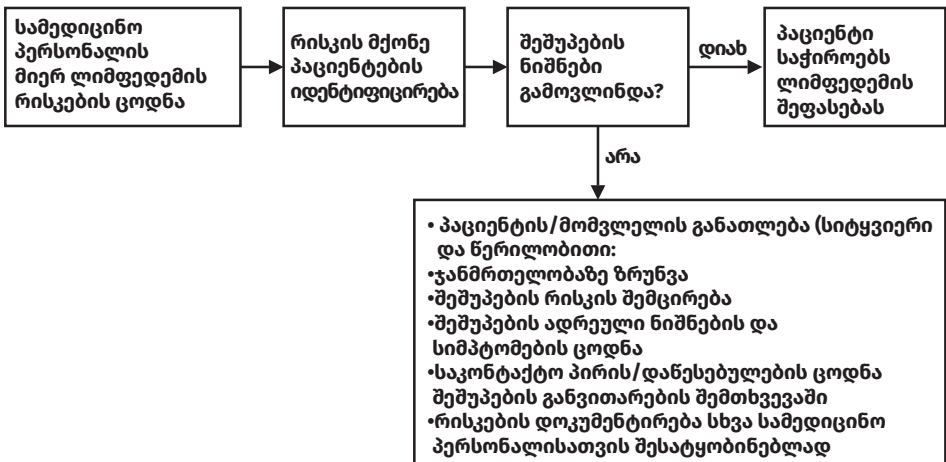 სამედიცინო
პერსონალის
მიერ ლიმფედემის
რისკების ცოდნა
რისკის მქონე
პაციენტების
იდენტიფიცირება
შეშუპების
ნიშნები
გამოვლინდა?
დიახ
პაციენტი
საჭიროებს
ლიმფედემის
შეფასებას
არა
• პაციენტის/მომვლელის განათლება (სიტყვიერი
და წერილობითი:
•ჯანმრთელობაზე ზრუნვა
•შეშუპების რისკის შემცირება
•შეშუპების ადრეული ნიშნების და
სიმპტომების ცოდნა
•საკონტაქტო პირის/დაწესებულების ცოდნა
შეშუპების განვითარების შემთხვევაში
•რისკების დოკუმენტირება სხვა სამედიცინო
პერსონალისათვის შესატყობინებლად